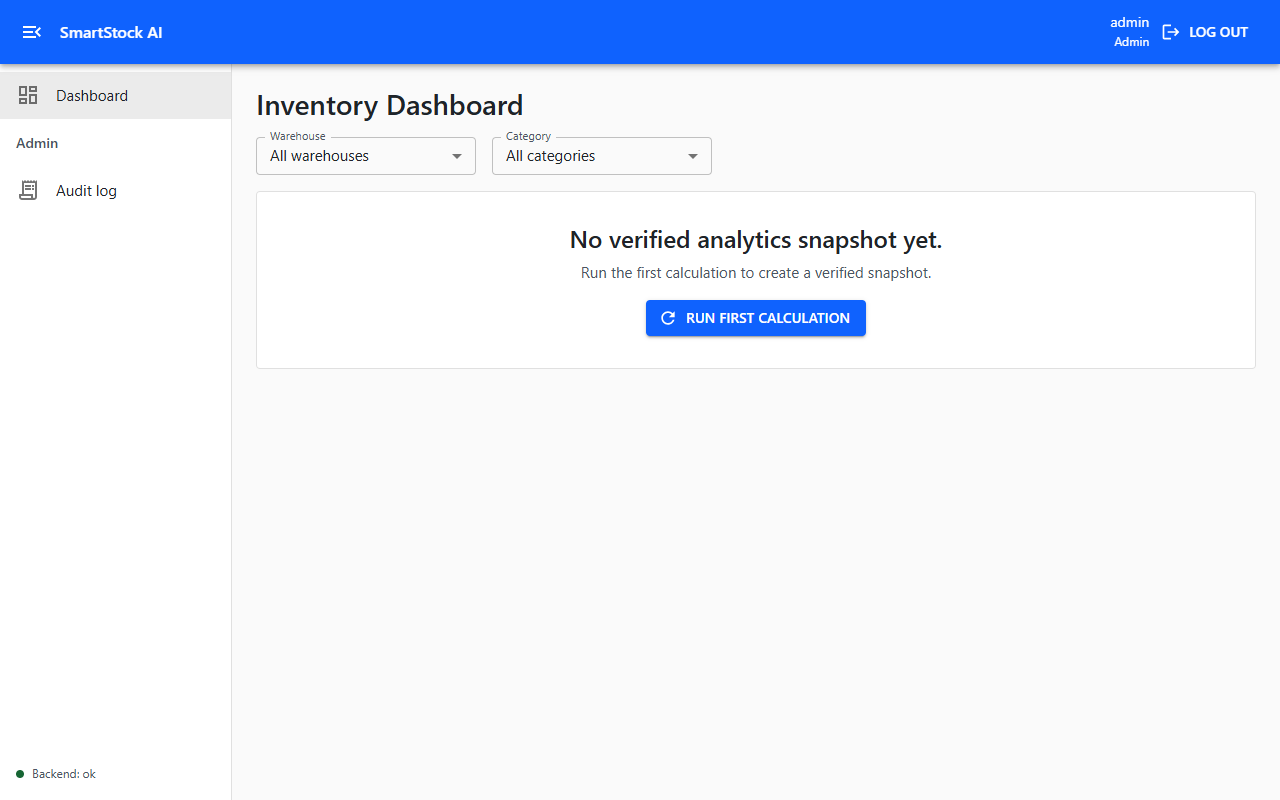 SmartStock AI
admin
Admin
LOG OUT
Dashboard
Admin
Audit log
Backend: ok
Inventory Dashboard
Warehouse
All warehouses
Category
All categories
No verified analytics snapshot yet.
Run the first calculation to create a verified snapshot.
RUN FIRST CALCULATION